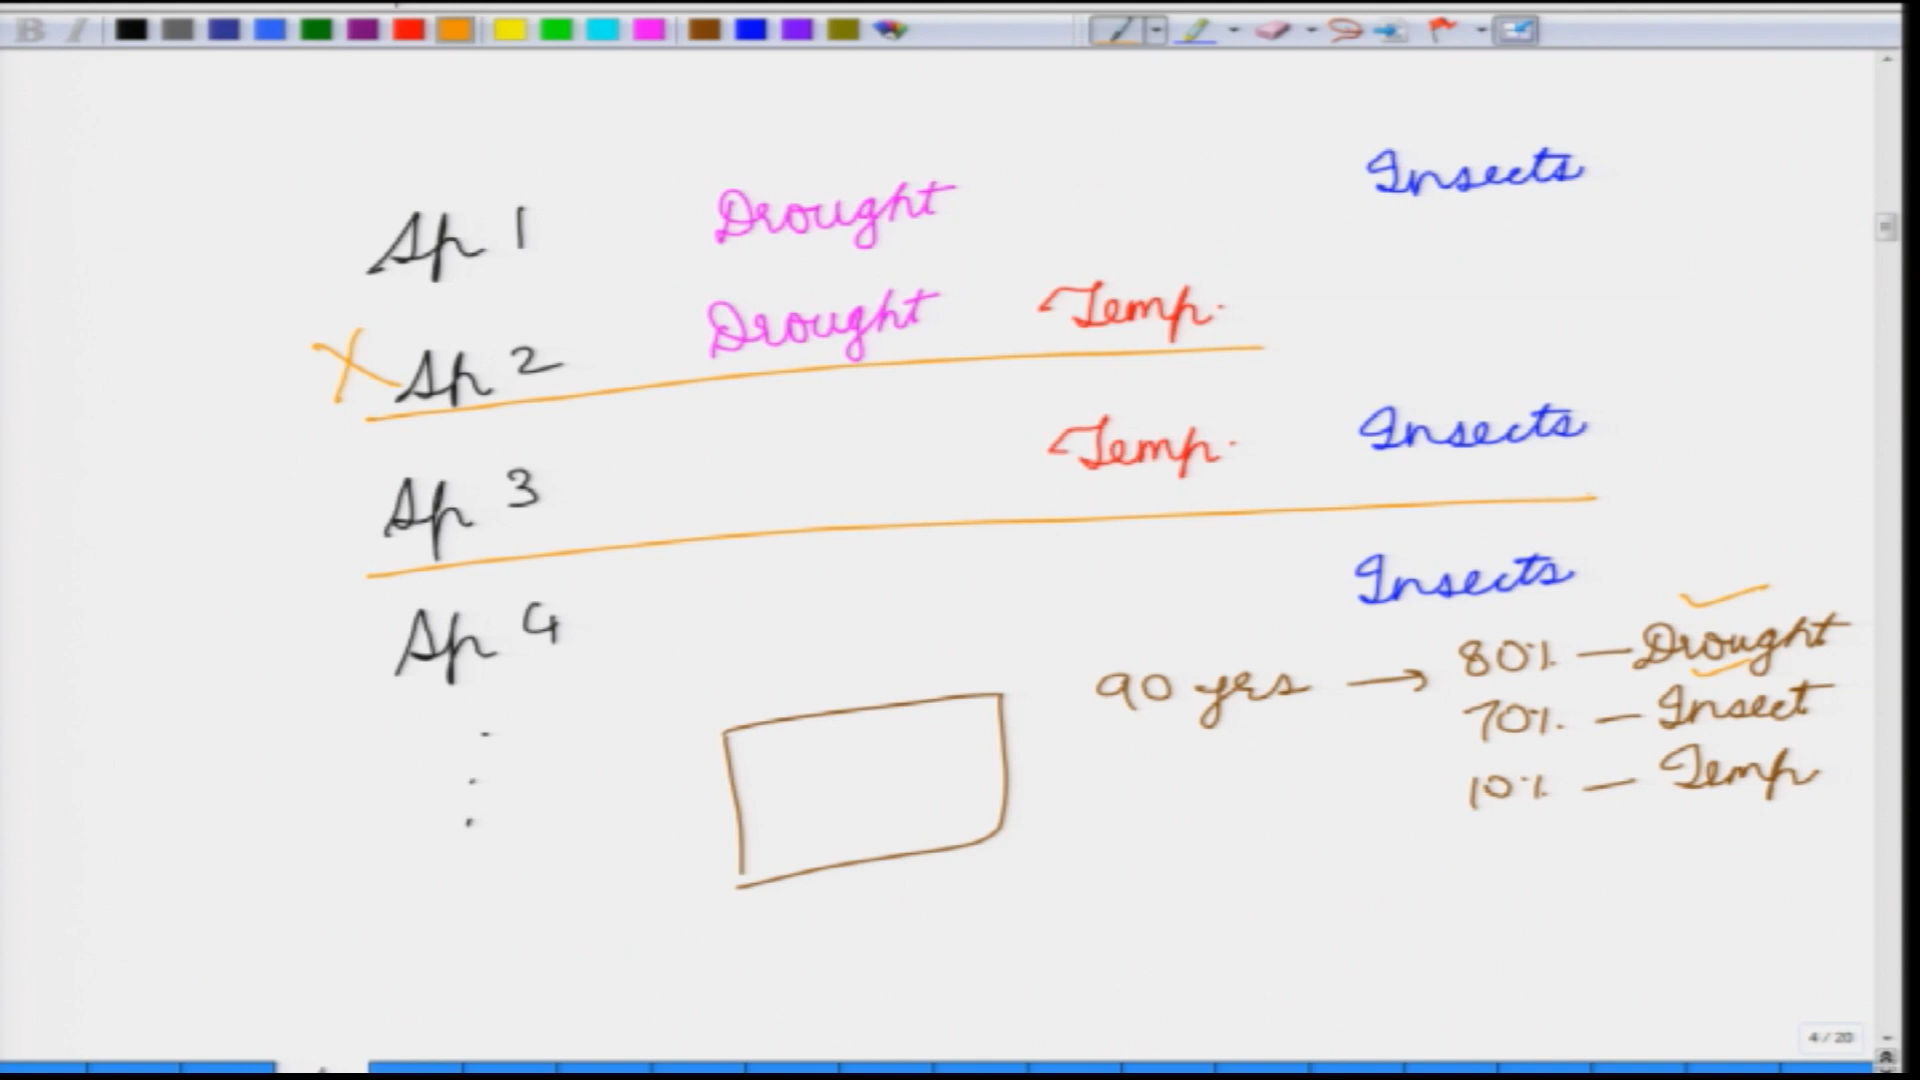 B I
Sp 1 Drought Insects
X Sp 2 Drought Temp.
Sp 3 Temp. Insects
Sp 4 Insects
90 yrs → 80% — Drought
70% — Insect
10% — Temp
4/20